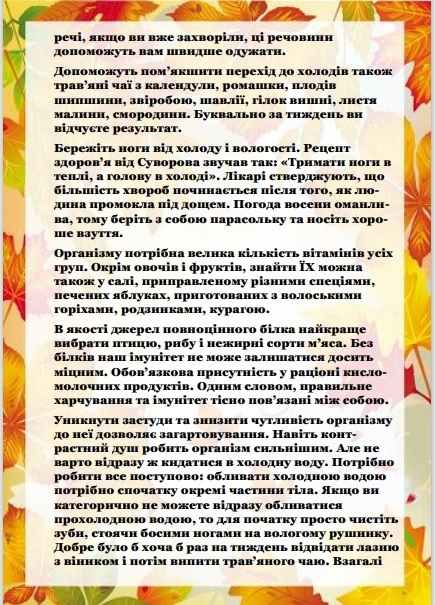 речі, якщо ви вже захворіли, ці речовини
допоможуть вам швидше одужати.
Допоможуть пом’якшити перехід до холодів також
трав’яні чаї з календули, ромашки, плодів
шипшини, звіробою, шавлії, гілок вишні, листя
малини, смородини. Буквально за тиждень ви
відчуєте результат.
Бережіть ноги від холоду і вологості. Рецепт
здоров’я від Суворова звучав так: «Тримати ноги в
теплі, а голову в холоді». Лікарі стверджують, що
більшість хвороб починається після того, як лю-
дина промокла під дощем. Погода восени оманли-
ва, тому беріть з собою парасольку та носіть хоро-
ше взуття.
Організму потрібна велика кількість вітамінів усіх
груп. Окрім овочів і фруктів, знайти ЇХ можна
також у салі, приправленому різними спеціями,
печених яблуках, приготованих з волоськими
горіхами, родзинками, курагою.
В якості джерел повноцінного білка найкраще
вибрати птицю, рибу і нежирні сорти м’яса. Без
білків наш імунітет не може залишатися досить
міцним. Обов’язкова присутність у раціоні кисло-
молочних продуктів. Одним словом, правильне
харчування та імунітет тісно пов’язані між собою.
Уникнути застуди та знизити чутливість організму
до неї дозволяє загартовування. Навіть конт-
растний душ робить організм сильнішим. Але не
варто відразу ж кидатися в холодну воду. Потрібно
робити все поступово: обливати холодною водою
потрібно спочатку окремі частини тіла. Якщо ви
категорично не можете відразу обливатися
прохолодною водою, то для початку просто чистіть
зуби, стоячи босими ногами на вологому рушнику.
Добре було б хоча б раз на тиждень відвідати лазню
з віником і потім випити трав’яного чаю. Взагалі